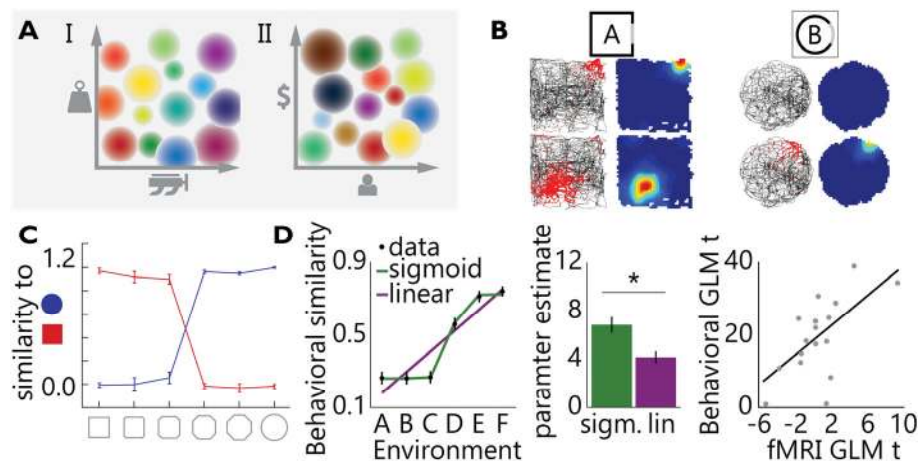 A I II B A B
$
C D
similarity to
1.2
0.0
Behavioral similarity
0.9
0.5
0.1
data
sigmoid
linear
A B C D E F
Environment
paramter estimate
12
8
4
0
*
sigm. lin
Behavioral GLM t
40
20
0
-6 -2 2 6 10
fMRI GLM t